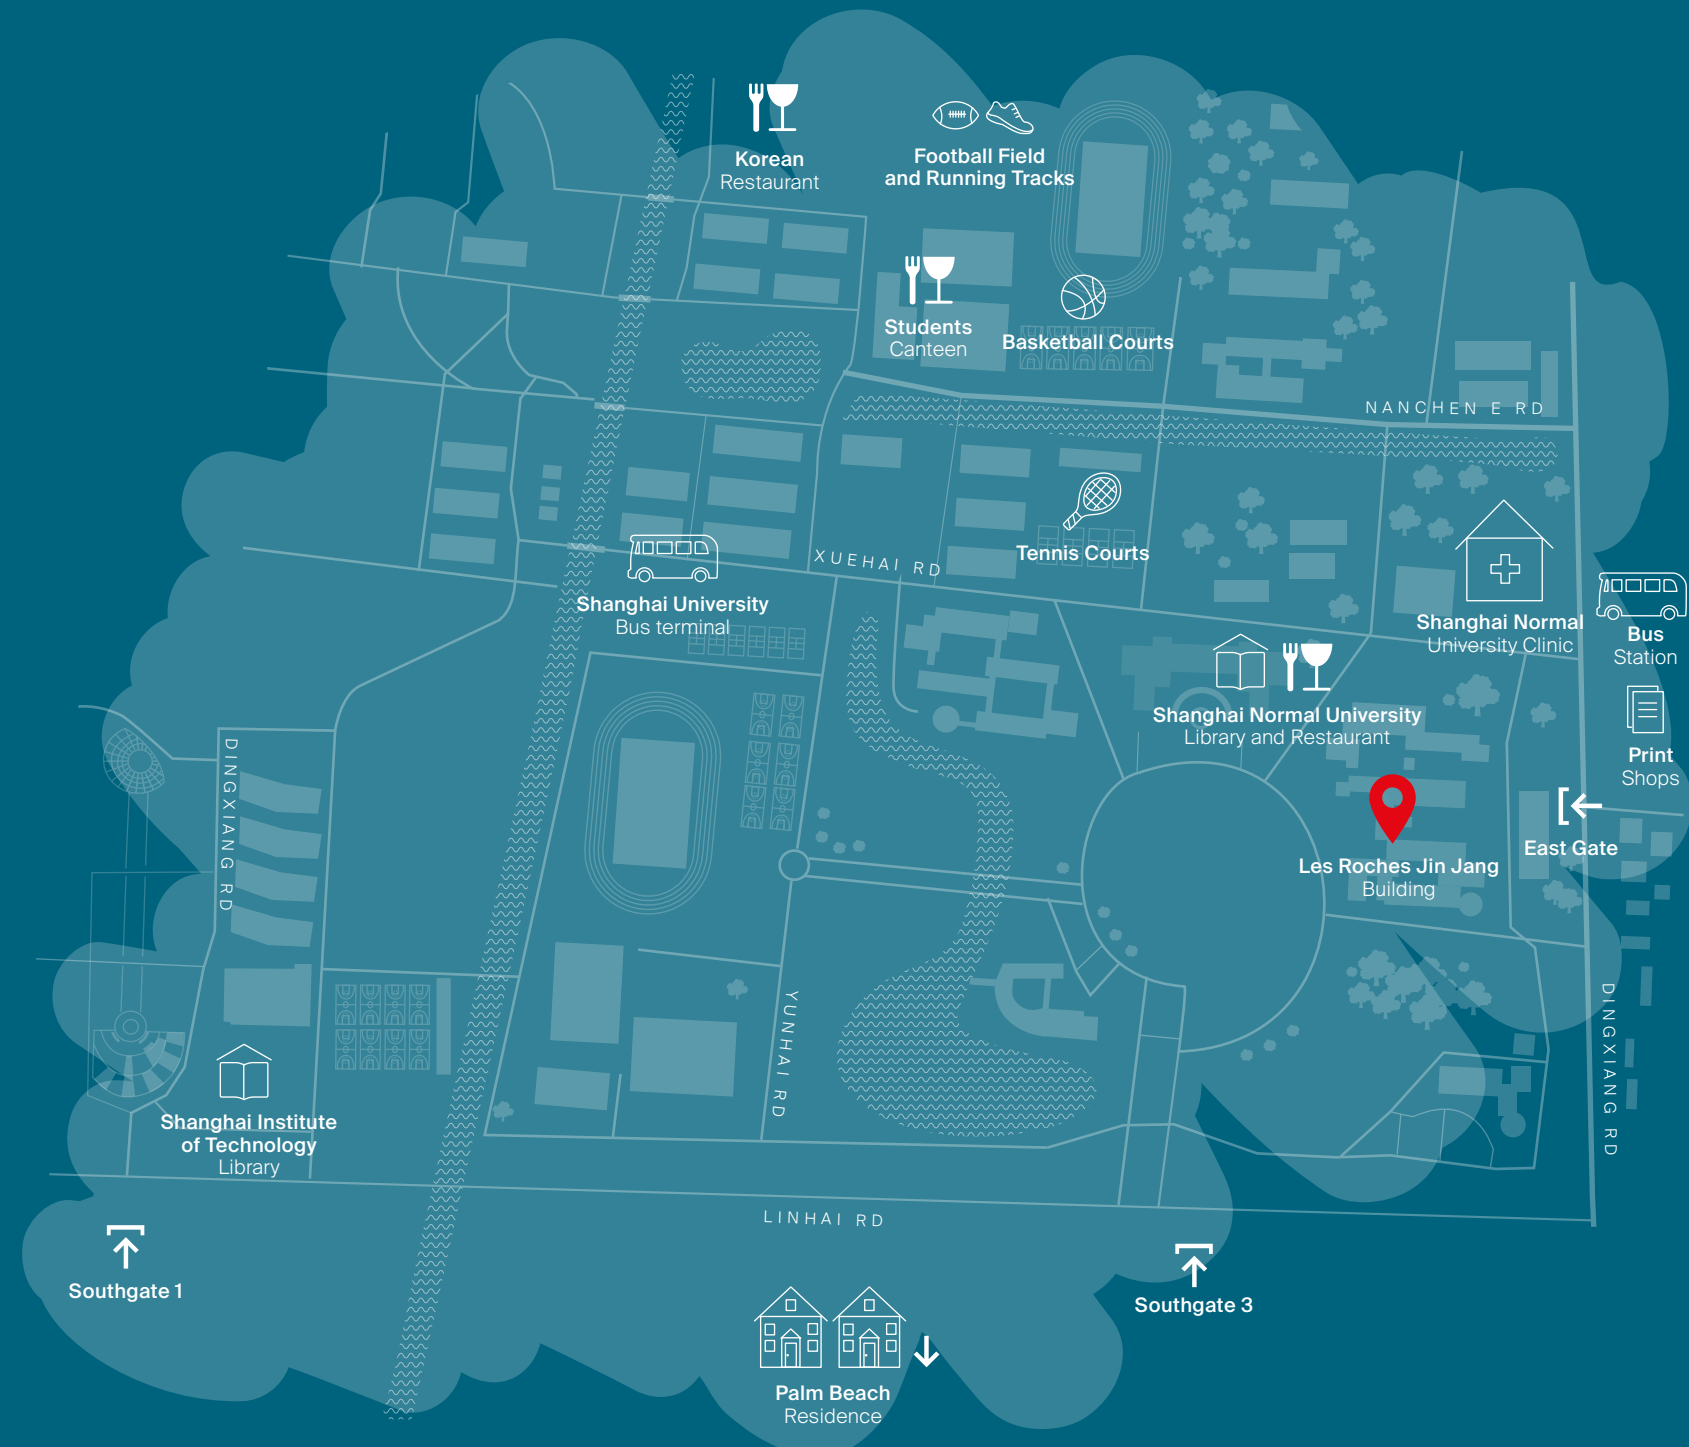 Korean
Restaurant
Football Field
and Running Tracks
Students
Canteen
Basketball Courts
NANCHEN E RD
XUEHAI RD
Tennis Courts
Shanghai University
Bus terminal
Shanghai Normal
University Clinic
Bus
Station
Shanghai Normal University
Library and Restaurant
Print
Shops
DINGXIANG RD
East Gate
Les Roches Jin Jang
Building
YUNHAI RD
DINGXIANG RD
Shanghai Institute
of Technology
Library
LINHAI RD
Southgate 1
Southgate 3
Palm Beach
Residence